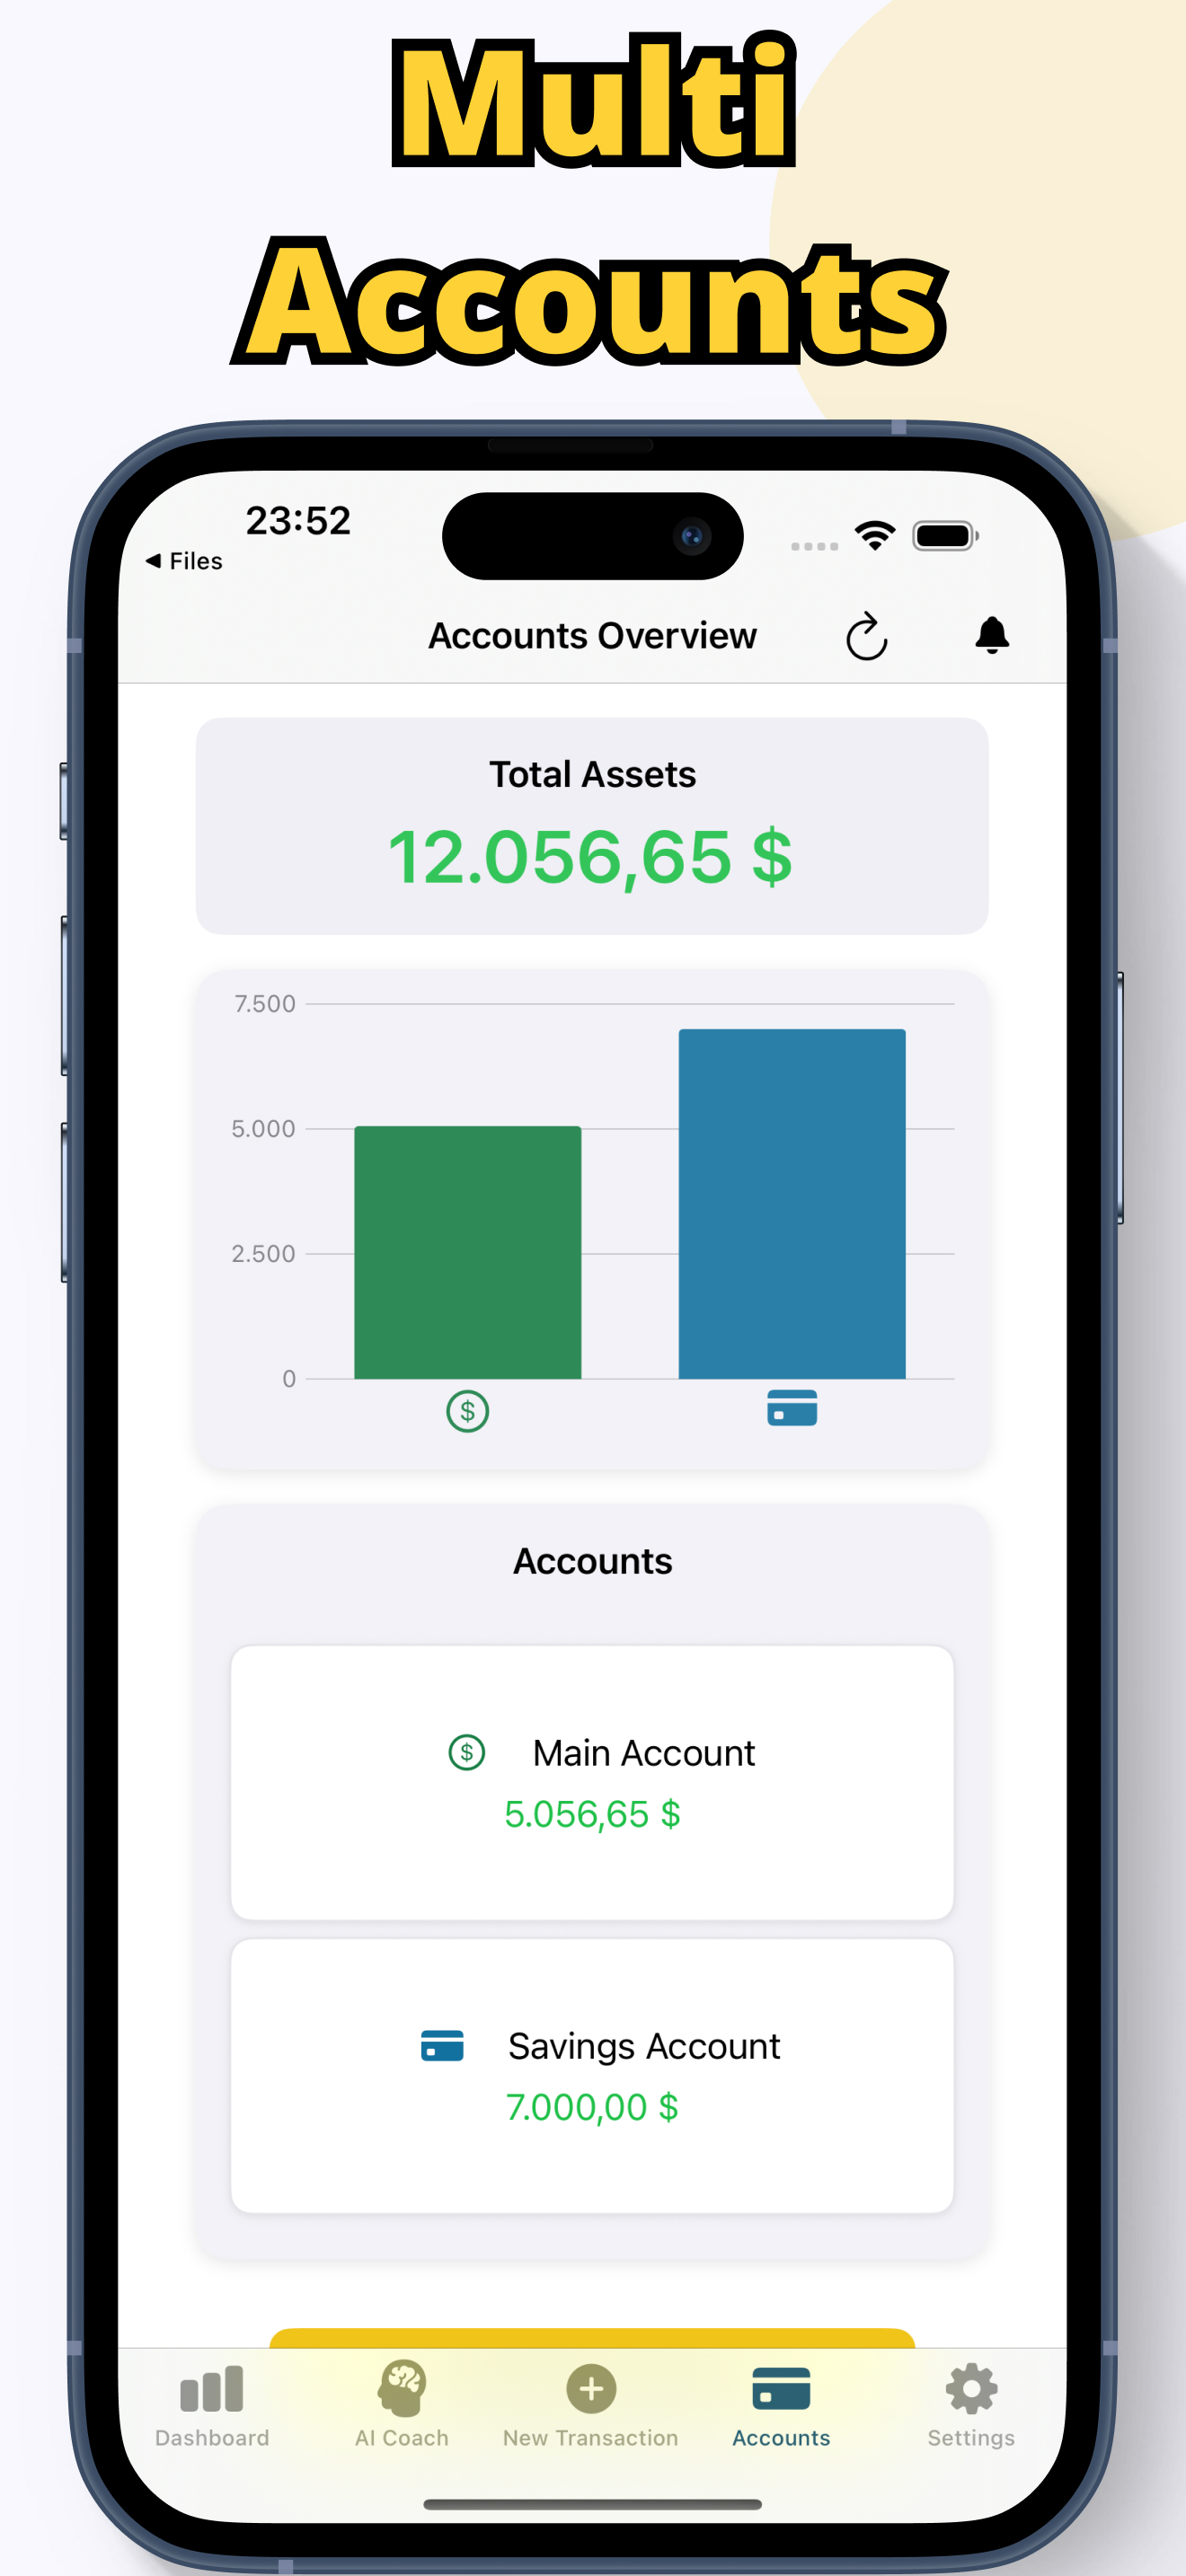 Multi
Accounts
23:52
◀ Files
Accounts Overview
Total Assets
12.056,65 $
7.500
5.000
2.500
0
$
Accounts
$ Main Account
5.056,65 $
Savings Account
7.000,00 $
Dashboard AI Coach New Transaction Accounts Settings